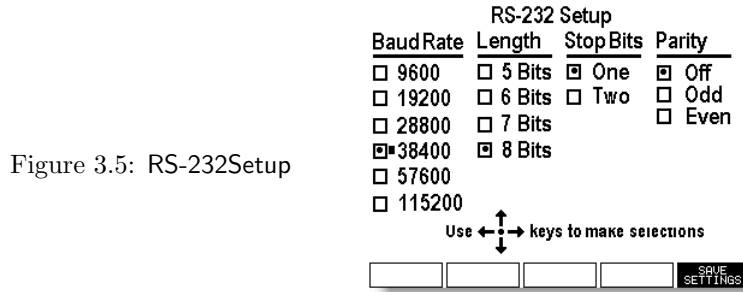 RS-232 Setup
Baud Rate Length Stop Bits Parity
9600 5 Bits One Off
19200 6 Bits Two Odd
28800 7 Bits Even
38400 8 Bits
57600
115200
Use keys to make selections
SAVE
SETTINGS
Figure 3.5: RS-232Setup